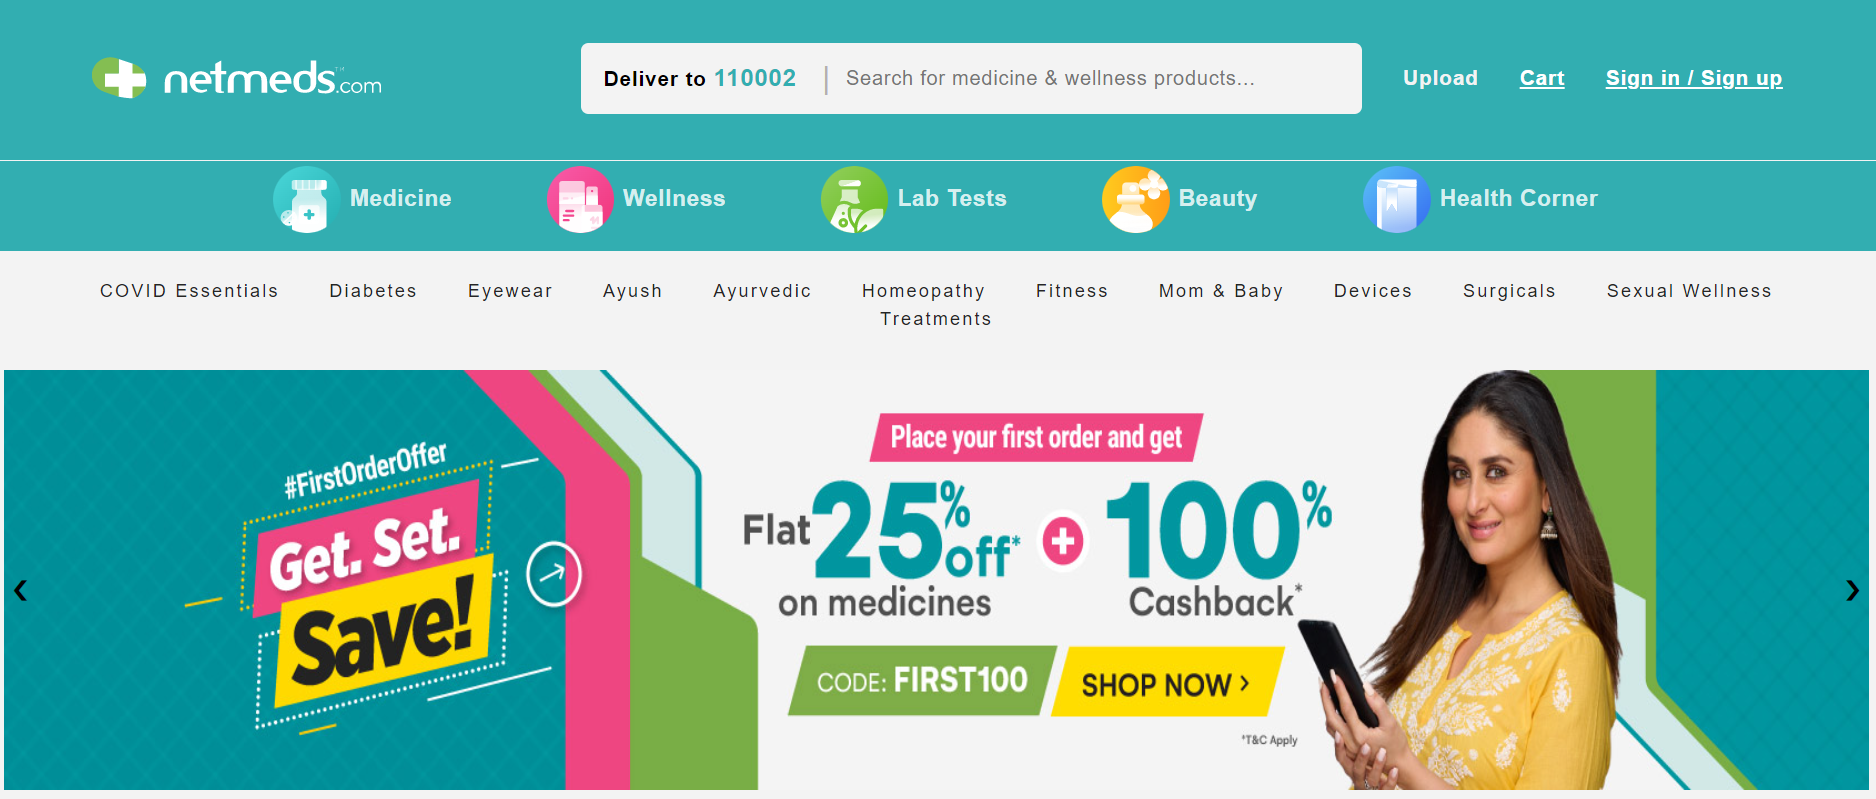 netmeds.com™
Deliver to 110002 | Search for medicine & wellness products...
Upload
Cart
Sign in / Sign up
Medicine
Wellness
Lab Tests
Beauty
Health Corner
COVID Essentials
Diabetes
Eyewear
Ayush
Ayurvedic
Homeopathy
Fitness
Mom & Baby
Devices
Surgicals
Sexual Wellness
Treatments
#FirstOrderOffer
Get. Set.
Save!
Place your first order and get
Flat 25% off*
on medicines
+
100%
Cashback*
CODE: FIRST100
SHOP NOW >
*T&C Apply
❮
❯